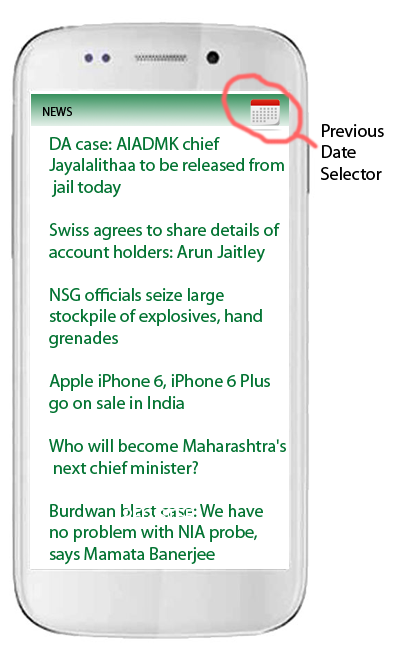 NEWS
Previous
Date
Selector
DA case: AIADMK chief
Jayalalithaa to be released from
jail today
Swiss agrees to share details of
account holders: Arun Jaitley
NSG officials seize large
stockpile of explosives, hand
grenades
Apple iPhone 6, iPhone 6 Plus
go on sale in India
Who will become Maharashtra's
next chief minister?
Burdwan blast case: We have
no problem with NIA probe,
says Mamata Banerjee